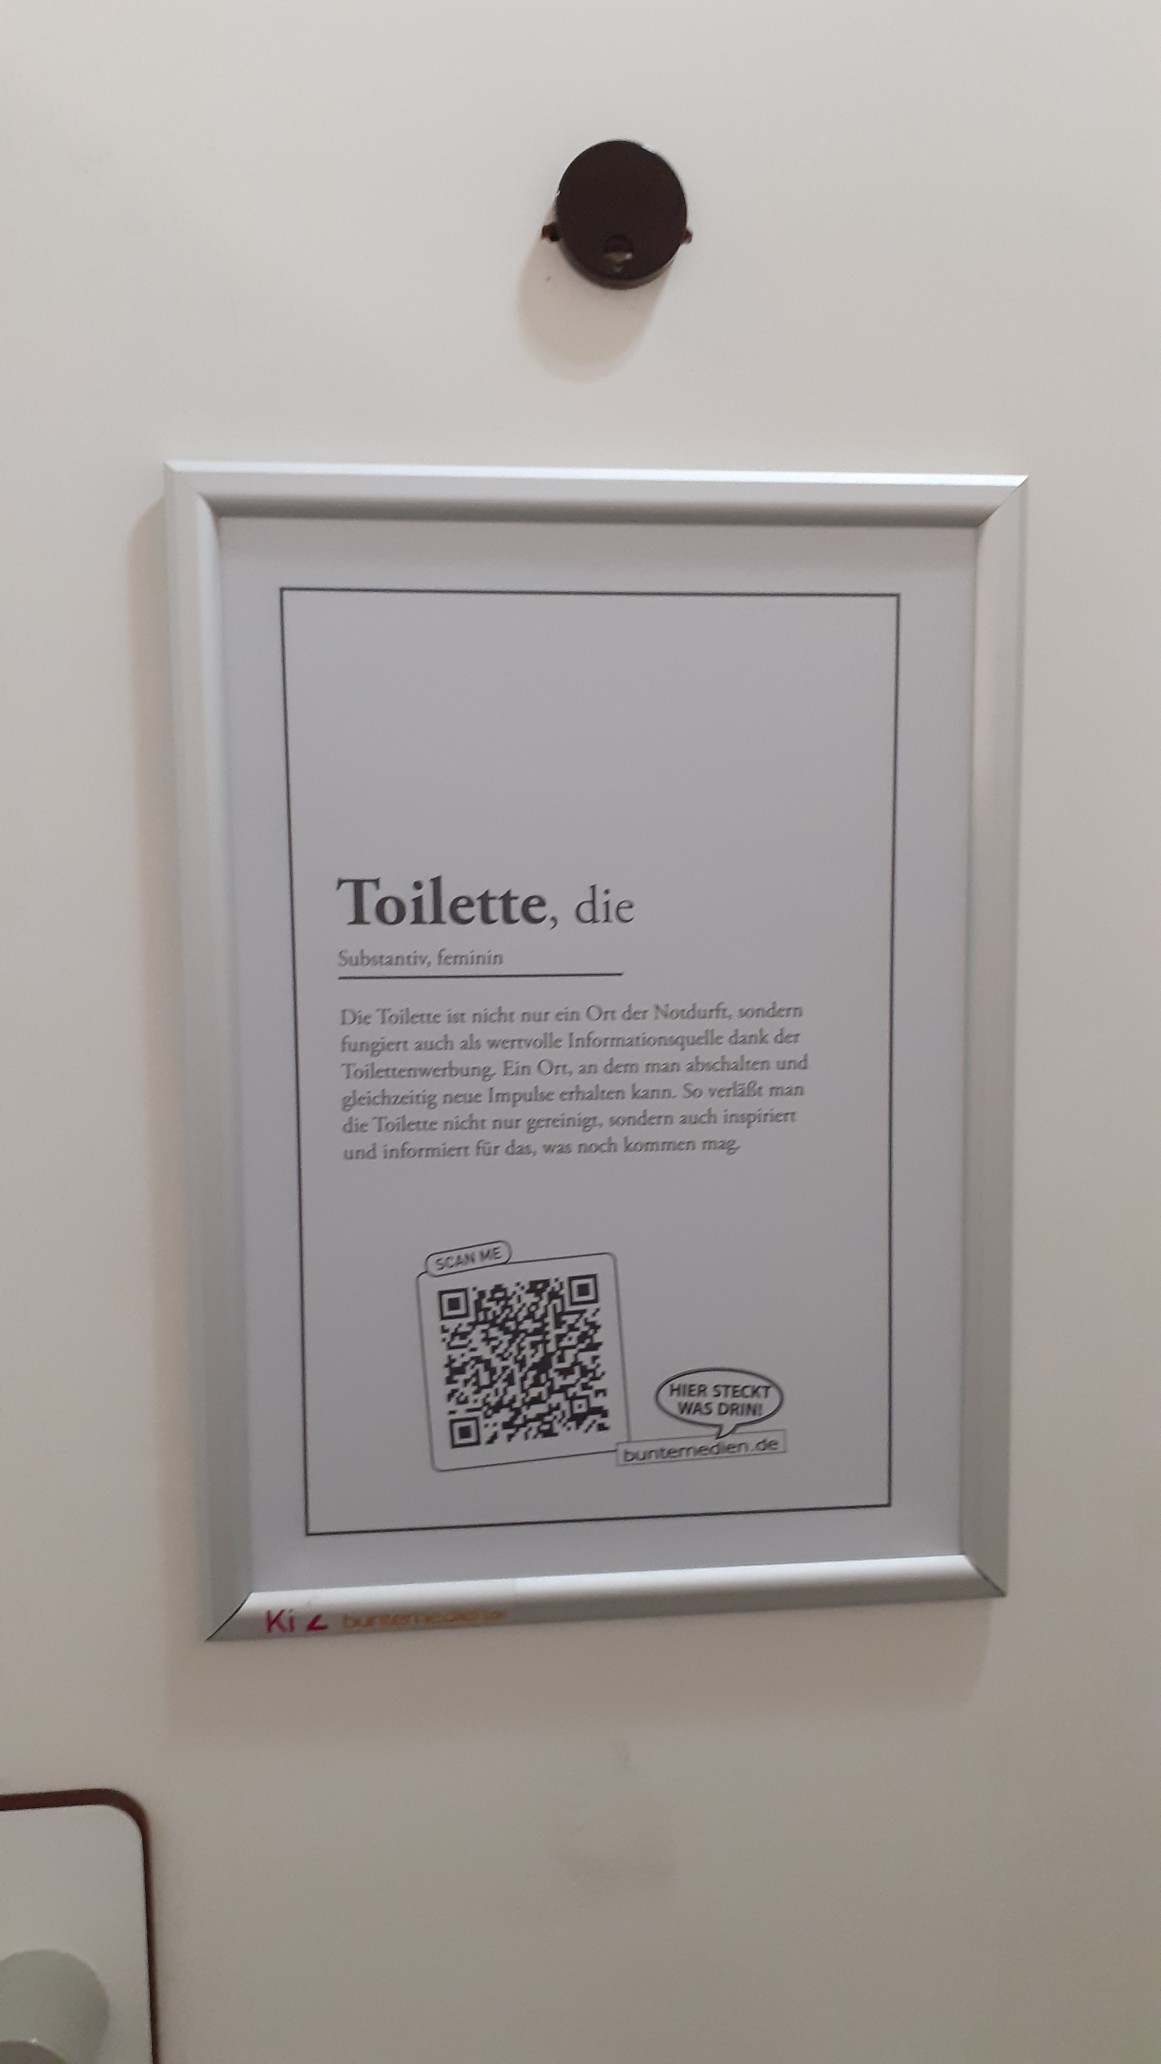 Toilette, die
Substantiv, feminin
Die Toilette ist nicht nur ein Ort der Notdurft, sondern
fungiert auch als wertvolle Informationsquelle dank der
Toilettenwerbung. Ein Ort, an dem man abschalten und
gleichzeitig neue Impulse erhalten kann. So verläßt man
die Toilette nicht nur gereinigt, sondern auch inspiriert
und informiert für das, was noch kommen mag.
SCAN ME
HIER STECKT
WAS DRIN!
buntemedien.de
Ki buntemedien.de